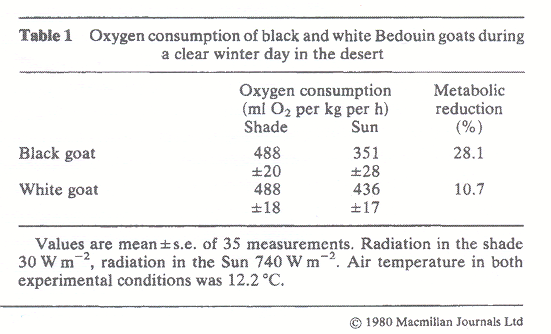 Table 1 Oxygen consumption of black and white Bedouin goats during
a clear winter day in the desert
Oxygen consumption Metabolic
(ml O₂ per kg per h) reduction
Shade Sun (%)
Black goat 488 351 28.1
±20 ±28
White goat 488 436 10.7
±18 ±17
Values are mean ± s.e. of 35 measurements. Radiation in the shade
30 W m⁻², radiation in the Sun 740 W m⁻². Air temperature in both
experimental conditions was 12.2 °C.
© 1980 Macmillan Journals Ltd